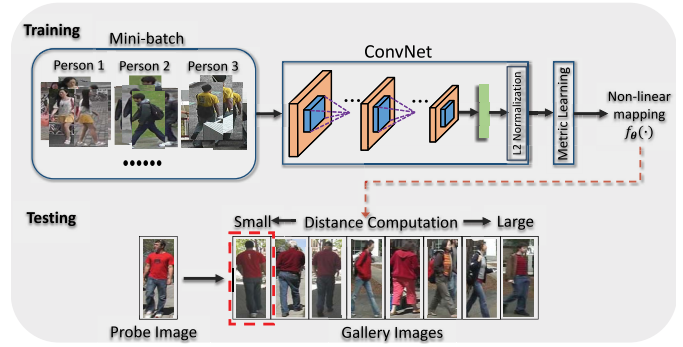 Training
Mini-batch
Person 1 Person 2 Person 3
......
ConvNet
L2 Normalization
Metric Learning
Non-linear
mapping
f_θ(·)
Testing
Small Distance Computation Large
Probe Image
Gallery Images